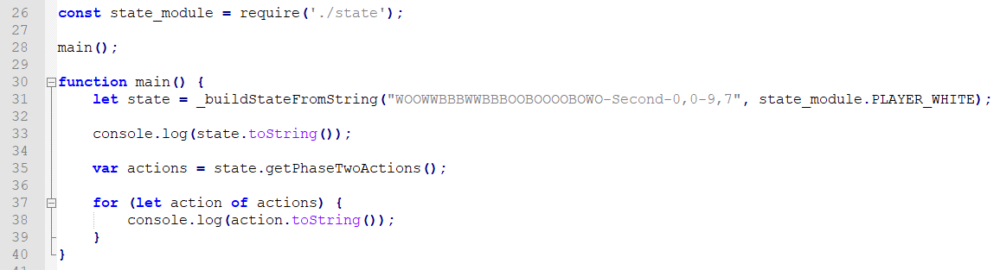 26 const state_module = require('./state');
27
28 main();
29
30 function main() {
31 let state = _buildStateFromString("WOOWWBBBWWBBBOOBOOOOBOWO-Second-0,0-9,7", state_module.PLAYER_WHITE);
32
33 console.log(state.toString());
34
35 var actions = state.getPhaseTwoActions();
36
37 for (let action of actions) {
38 console.log(action.toString());
39 }
40 }